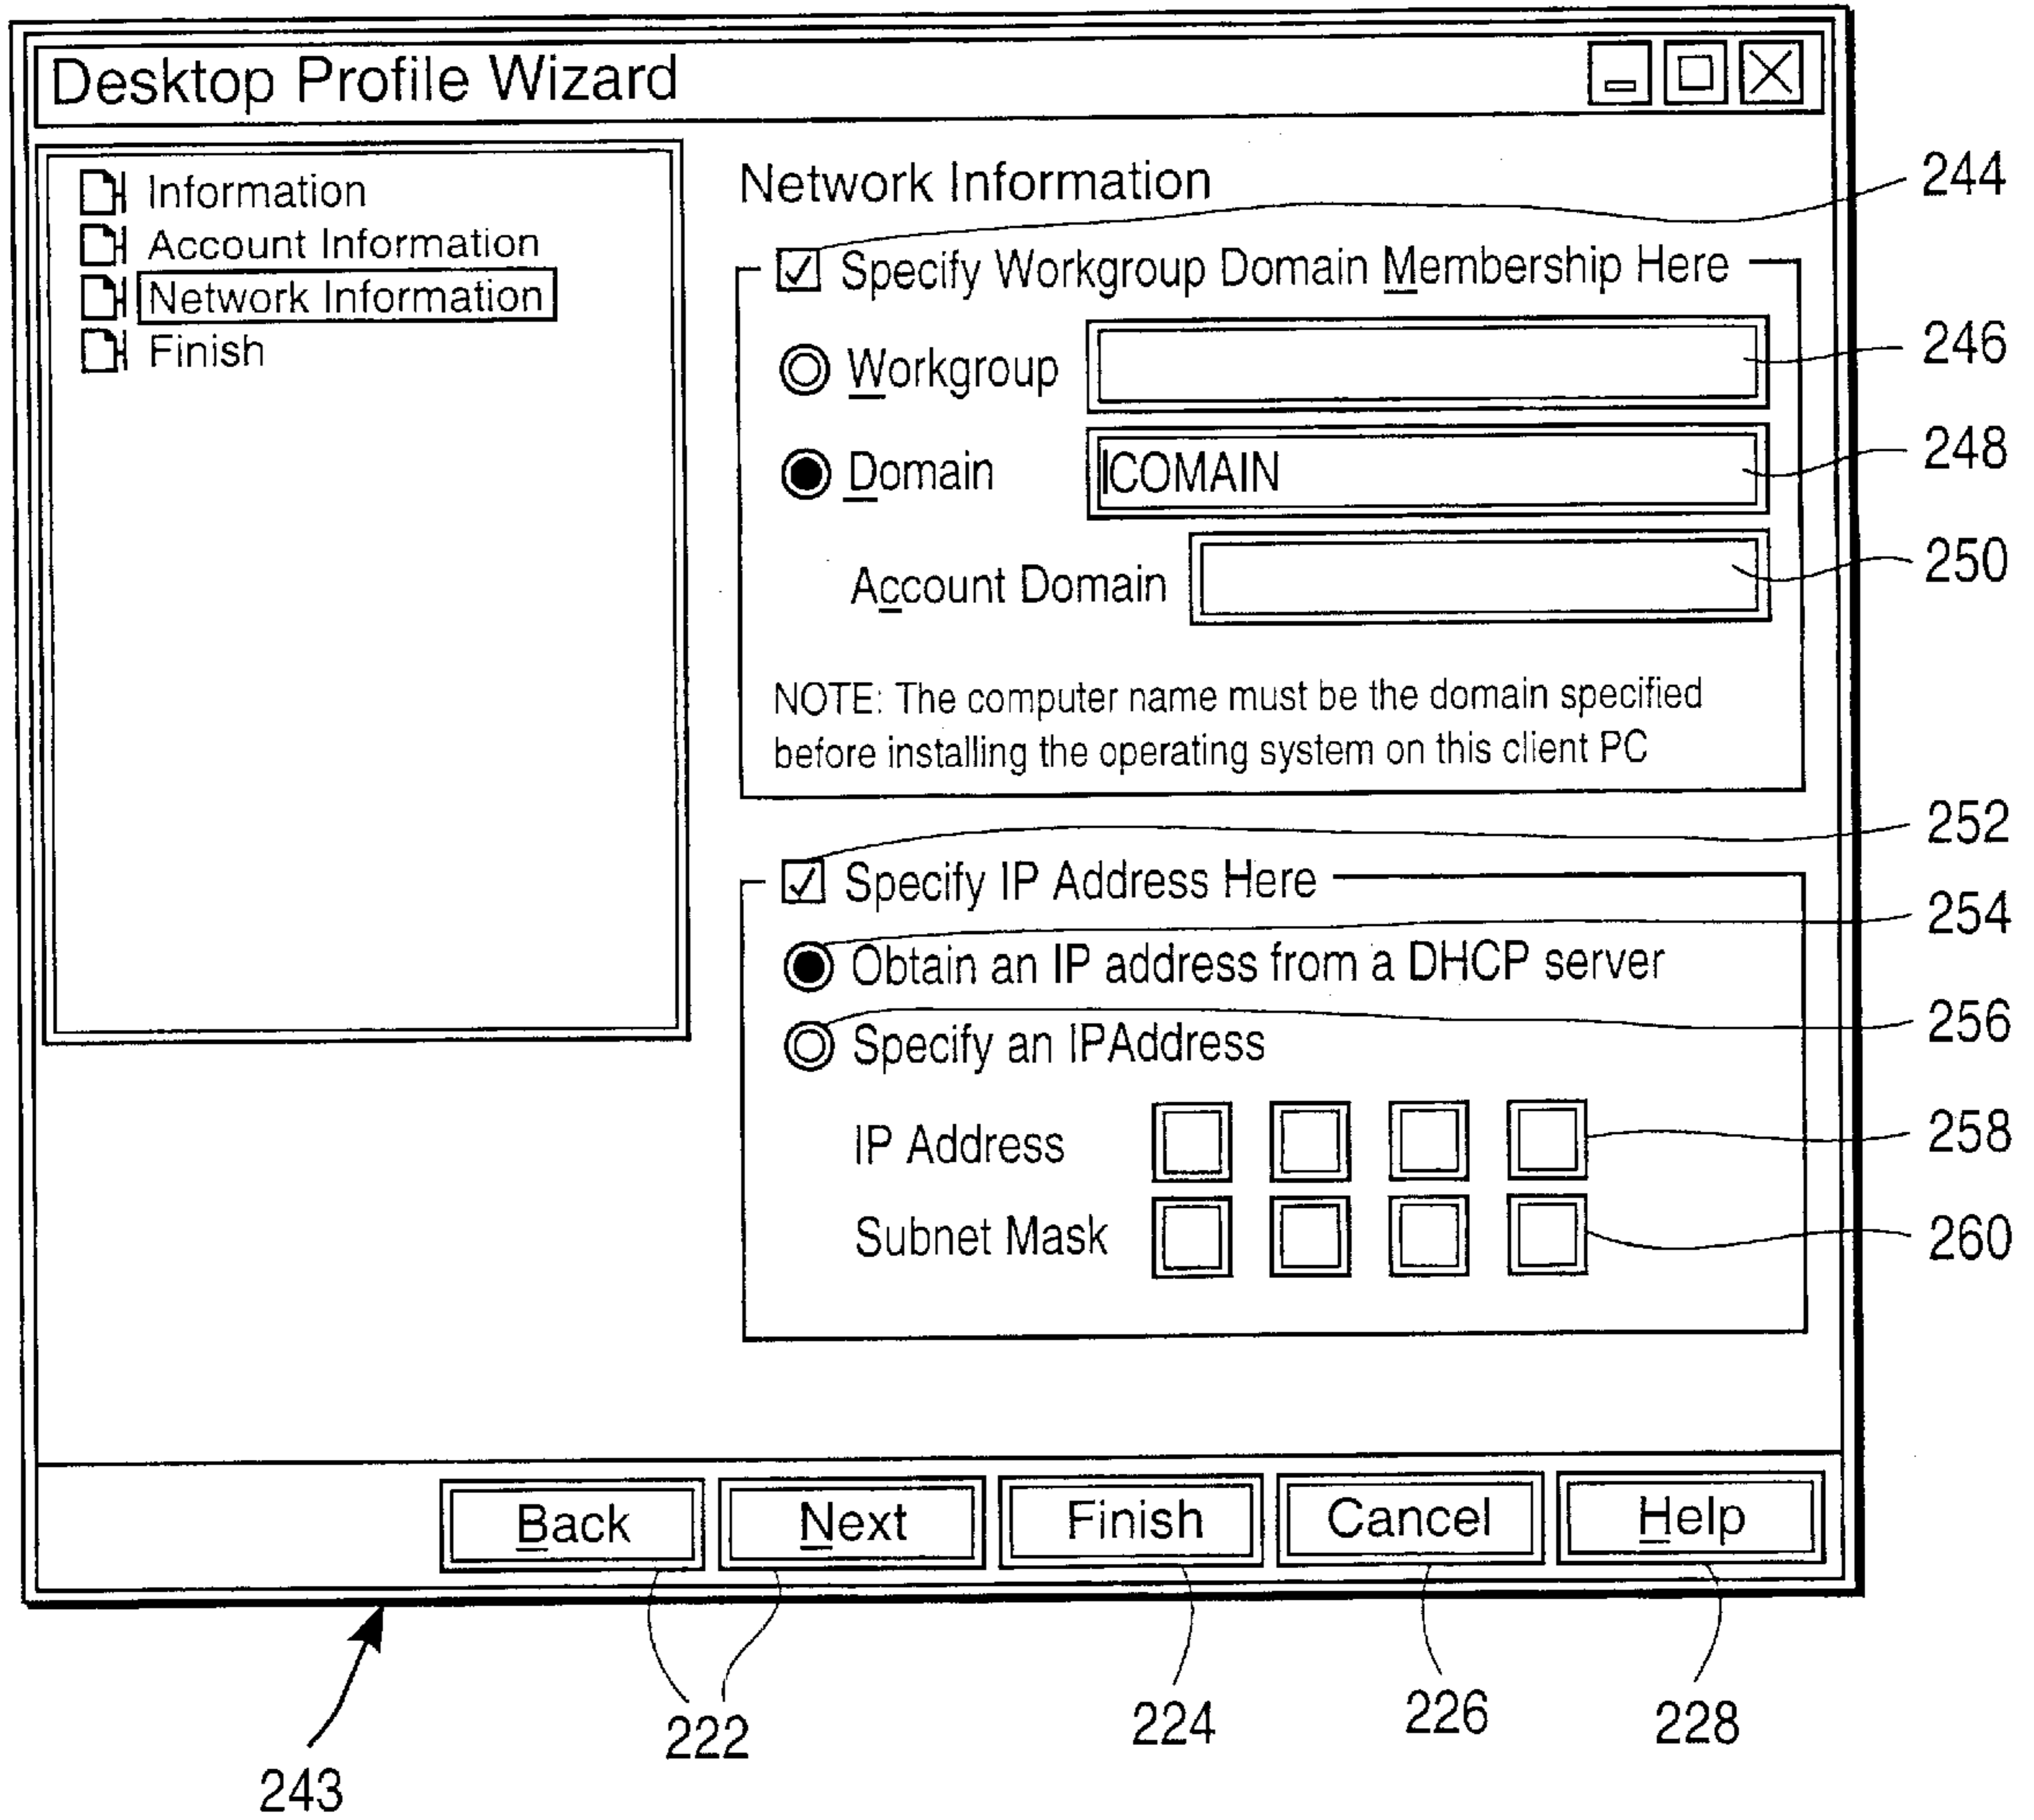 Desktop Profile Wizard
Information
Account Information
Network Information
Finish
Network Information
244
Specify Workgroup Domain Membership Here
Workgroup
246
Domain
COMAIN
248
Account Domain
250
NOTE: The computer name must be the domain specified
before installing the operating system on this client PC
252
Specify IP Address Here
254
Obtain an IP address from a DHCP server
256
Specify an IPAddress
IP Address
258
Subnet Mask
260
Back
Next
Finish
Cancel
Help
222
224
226
228
243